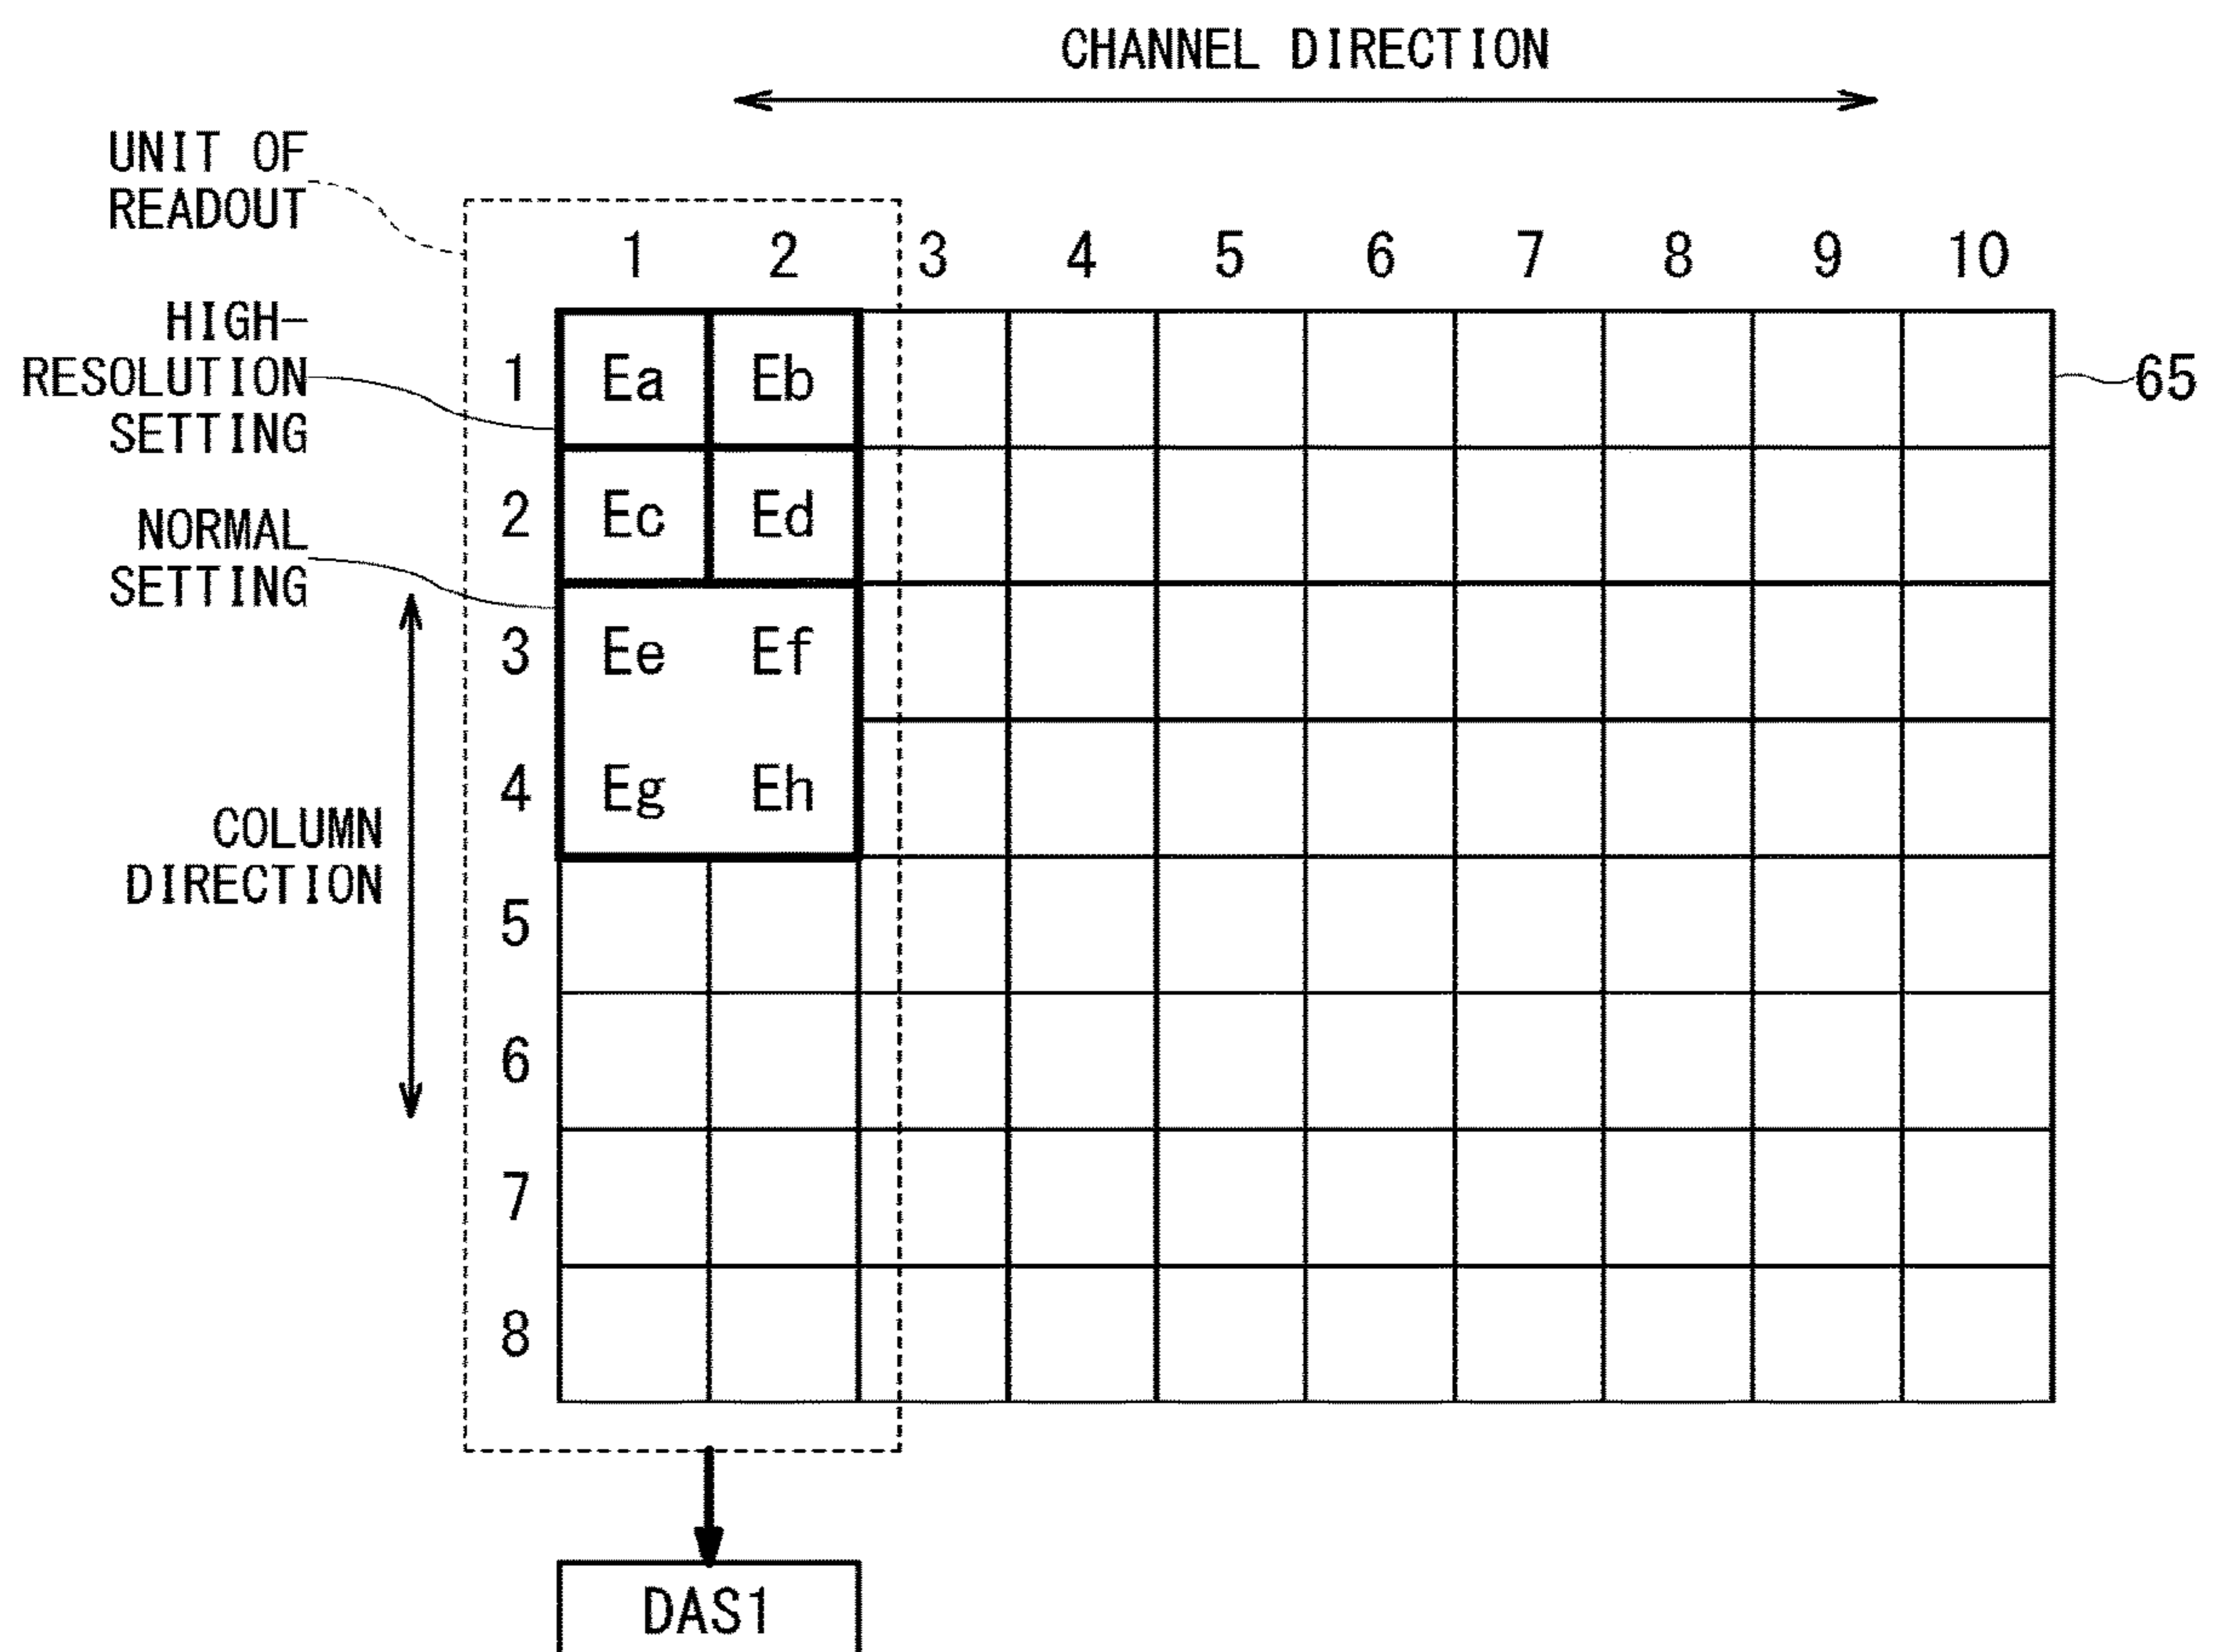 CHANNEL DIRECTION
UNIT OF
READOUT
1 2 3 4 5 6 7 8 9 10
HIGH-
RESOLUTION
SETTING
1 Ea Eb
65
2 Ec Ed
NORMAL
SETTING
3 Ee Ef
4 Eg Eh
COLUMN
DIRECTION
5
6
7
8
DAS1